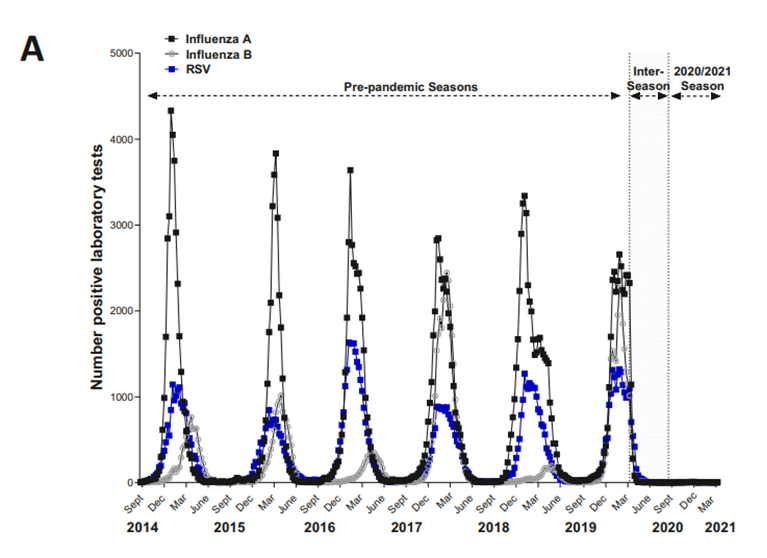 A
Influenza A
Influenza B
RSV
Number positive laboratory tests
5000
4000
3000
2000
1000
0
Pre-pandemic Seasons
Inter-
Season
2020/2021
Season
Sept Dec Mar June Sept Dec Mar June Sept Dec Mar June Sept Dec Mar June Sept Dec Mar June Sept Dec Mar June Sept Dec Mar
2014 2015 2016 2017 2018 2019 2020 2021